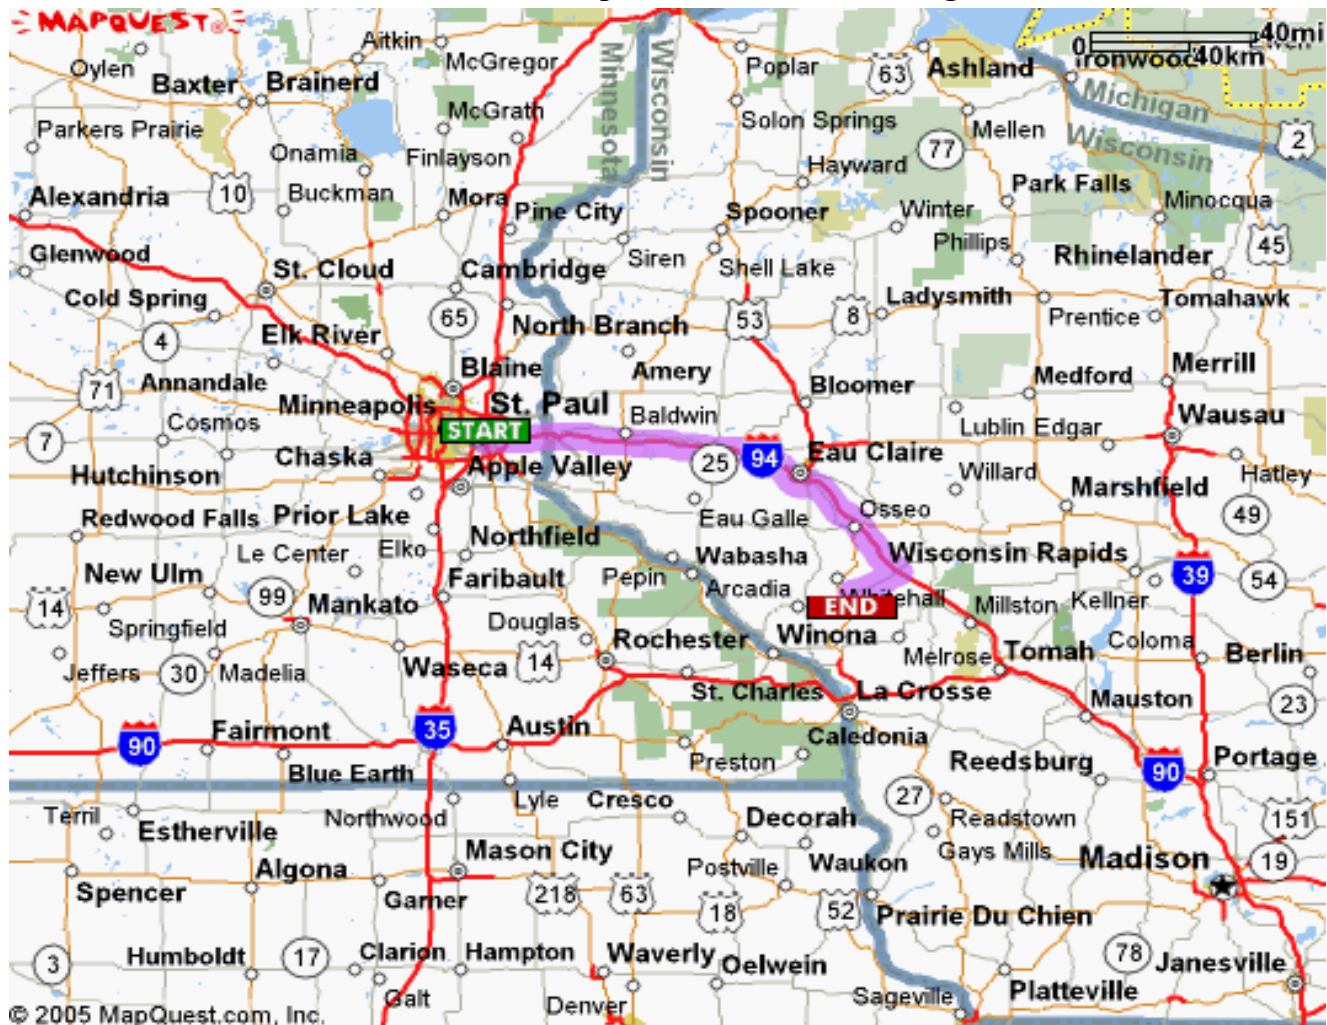 MAPQUEST
40mi
0
40km
Ironwood
Aitkin
McGregor
Oylen
Baxter
Brainerd
Minnesota
Wisconsin
Poplar
63
Ashland
Michigan
Wisconsin
2
McGrath
Parkers Prairie
Onamia
Finlayson
Solon Springs
Mellen
77
Hayward
Alexandria
10
Buckman
Mora
Pine City
Spooner
Winter
Park Falls
Minocqua
Phillips
45
Glenwood
St. Cloud
Cambridge
Siren
Shell Lake
Rhinelander
Cold Spring
65
North Branch
53
8
Ladysmith
Prentice
Tomahawk
4
Elk River
71
Annandale
Blaine
Amery
Bloomer
Medford
Merrill
Minneapolis
St. Paul
Baldwin
Cosmos
START
Lublin
Edgar
Wausau
7
Chaska
25
94
Eau Claire
Hutchinson
Apple Valley
Willard
Hatley
Marshfield
Redwood Falls
Prior Lake
Eau Galle
Osseo
49
Le Center
Elko
Northfield
Wabasha
Wisconsin Rapids
New Ulm
Faribault
Pepin
Arcadia
39
54
14
99
Mankato
END
Whitehall
Millston
Kellner
Springfield
Douglas
Rochester
Winona
Coloma
Jeffers
30
Madelia
Waseca
14
Melrose
Tomah
Berlin
St. Charles
La Crosse
Mauston
23
90
Fairmont
35
Austin
Caledonia
Blue Earth
Preston
Reedsburg
90
Portage
Terril
Lyle
Cresco
27
Estherville
Northwood
Decorah
Readstown
151
Mason City
Postville
Waukon
Gays Mills
Madison
19
Algona
Spencer
Garner
218
63
18
52
Prairie Du Chien
Humboldt
17
Clarion
Hampton
Waverly
Oelwein
78
Janesville
3
Galt
Denver
Sageville
Platteville
© 2005 MapQuest.com, Inc.